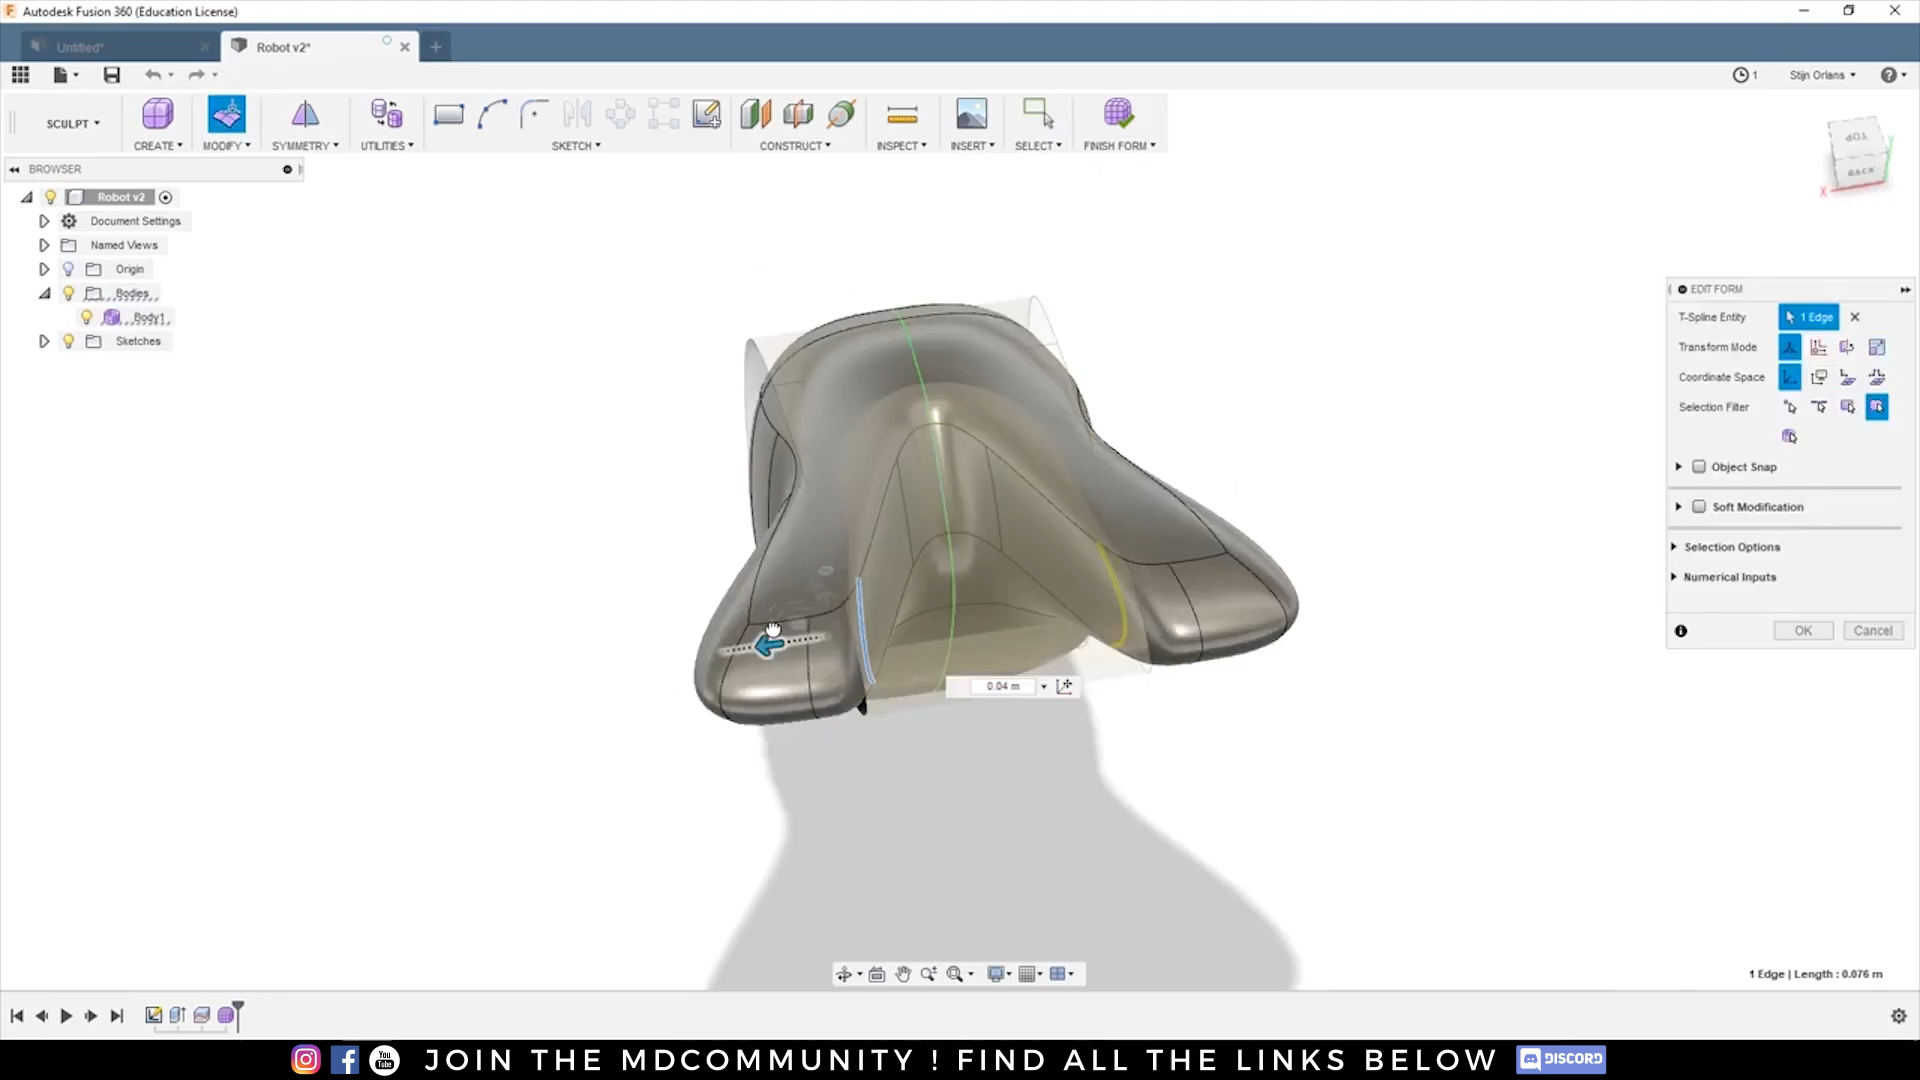 Autodesk Fusion 360 (Education License)
Untitled*
Robot v2*
1
Stijn Orlans
SCULPT
CREATE
MODIFY
SYMMETRY
UTILITIES
SKETCH
CONSTRUCT
INSPECT
INSERT
SELECT
FINISH FORM
TOP
BACK
X
BROWSER
Robot v2
Document Settings
Named Views
Origin
Bodies
Body1
Sketches
EDIT FORM
T-Spline Entity
1 Edge
Transform Mode
Coordinate Space
Selection Filter
Object Snap
Soft Modification
Selection Options
Numerical Inputs
OK
Cancel
0.04 m
1 Edge | Length : 0.076 m
You
Tube
JOIN THE MDCOMMUNITY ! FIND ALL THE LINKS BELOW
DISCORD